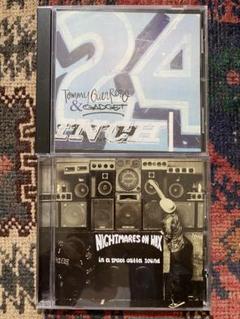 24
Tommy Guerrero
& GADGET
INCH
NIGHTMARES ON WAX
in a space outta sound